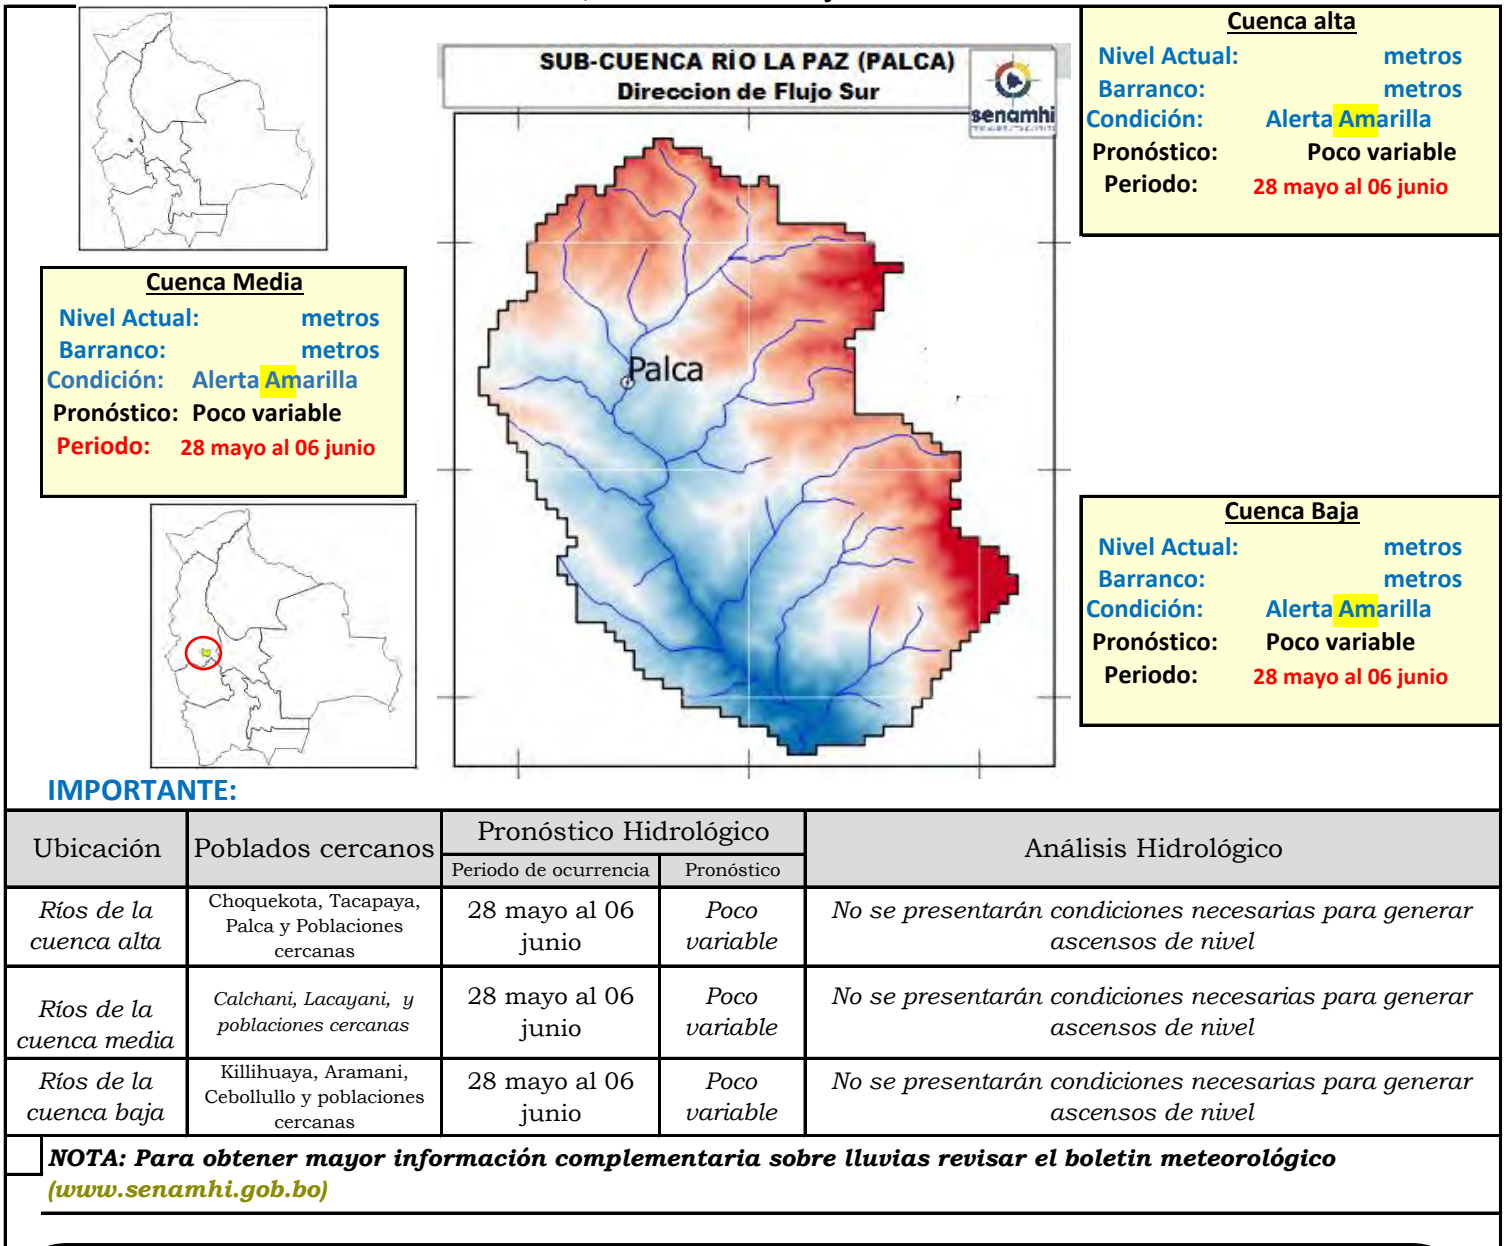 Cuenca alta
Nivel Actual: metros
Barranco: metros
Condición: Alerta Amarilla
Pronóstico: Poco variable
Periodo: 28 mayo al 06 junio
SUB-CUENCA RÍO LA PAZ (PALCA)
Direccion de Flujo Sur
senamhi
Cuenca Media
Nivel Actual: metros
Barranco: metros
Condición: Alerta Amarilla
Pronóstico: Poco variable
Periodo: 28 mayo al 06 junio
Palca
Cuenca Baja
Nivel Actual: metros
Barranco: metros
Condición: Alerta Amarilla
Pronóstico: Poco variable
Periodo: 28 mayo al 06 junio
IMPORTANTE:
Ubicación Poblados cercanos Pronóstico Hidrológico Análisis Hidrológico
Periodo de ocurrencia Pronóstico
Ríos de la
cuenca alta
Choquekota, Tacapaya,
Palca y Poblaciones
cercanas
28 mayo al 06
junio
Poco
variable
No se presentarán condiciones necesarias para generar
ascensos de nivel
Ríos de la
cuenca media
Calchani, Lacayani, y
poblaciones cercanas
28 mayo al 06
junio
Poco
variable
No se presentarán condiciones necesarias para generar
ascensos de nivel
Ríos de la
cuenca baja
Killihuaya, Aramani,
Cebollullo y poblaciones
cercanas
28 mayo al 06
junio
Poco
variable
No se presentarán condiciones necesarias para generar
ascensos de nivel
NOTA: Para obtener mayor información complementaria sobre lluvias revisar el boletin meteorológico
(www.senamhi.gob.bo)